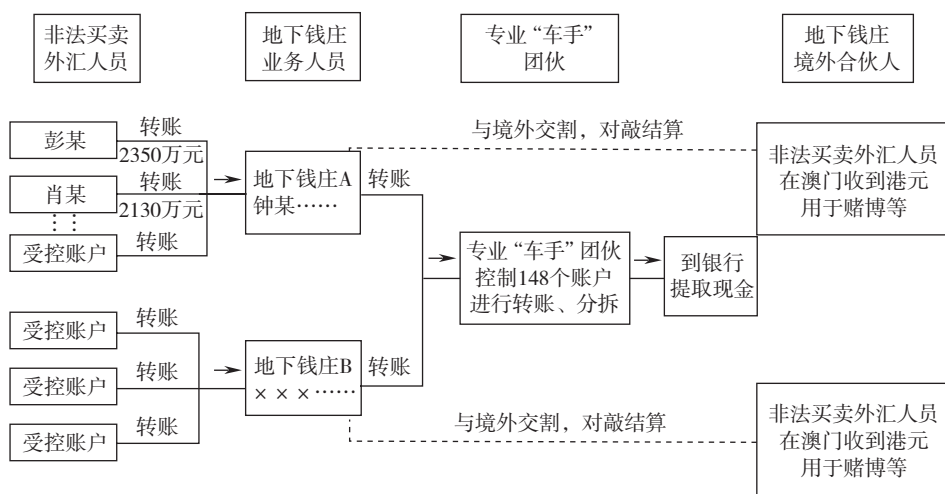 非法买卖
外汇人员
地下钱庄
业务人员
专业“车手”
团伙
地下钱庄
境外合伙人
彭某
转账
2350万元
肖某
转账
2130万元
⋮ ⋮
受控账户
转账
地下钱庄A
钟某……
转账
与境外交割，对敲结算
非法买卖外汇人员
在澳门收到港元
用于赌博等
专业“车手”团伙
控制148个账户
进行转账、分拆
到银行
提取现金
受控账户
转账
受控账户
转账
受控账户
转账
地下钱庄B
×××……
转账
与境外交割，对敲结算
非法买卖外汇人员
在澳门收到港元
用于赌博等